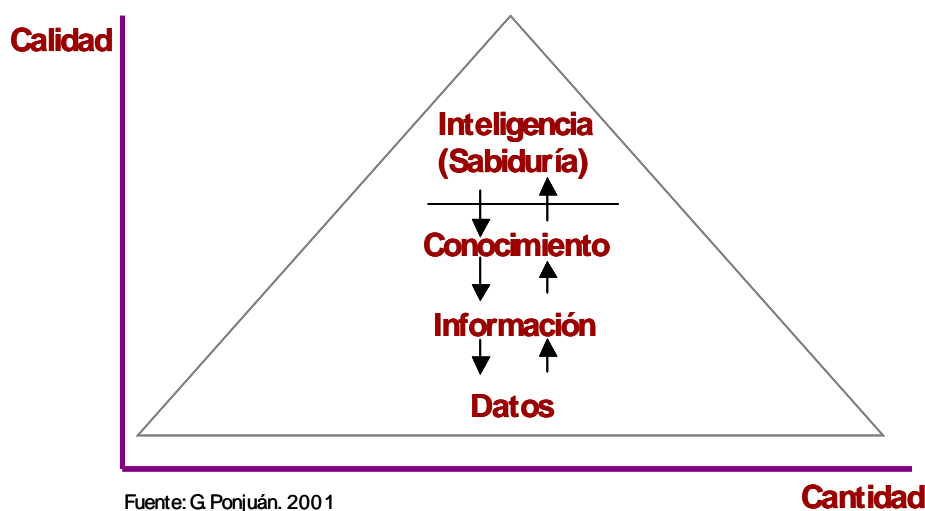 Calidad
Inteligencia
(Sabiduría)
Conocimiento
Información
Datos
Fuente: G. Ponjuán. 2001
Cantidad